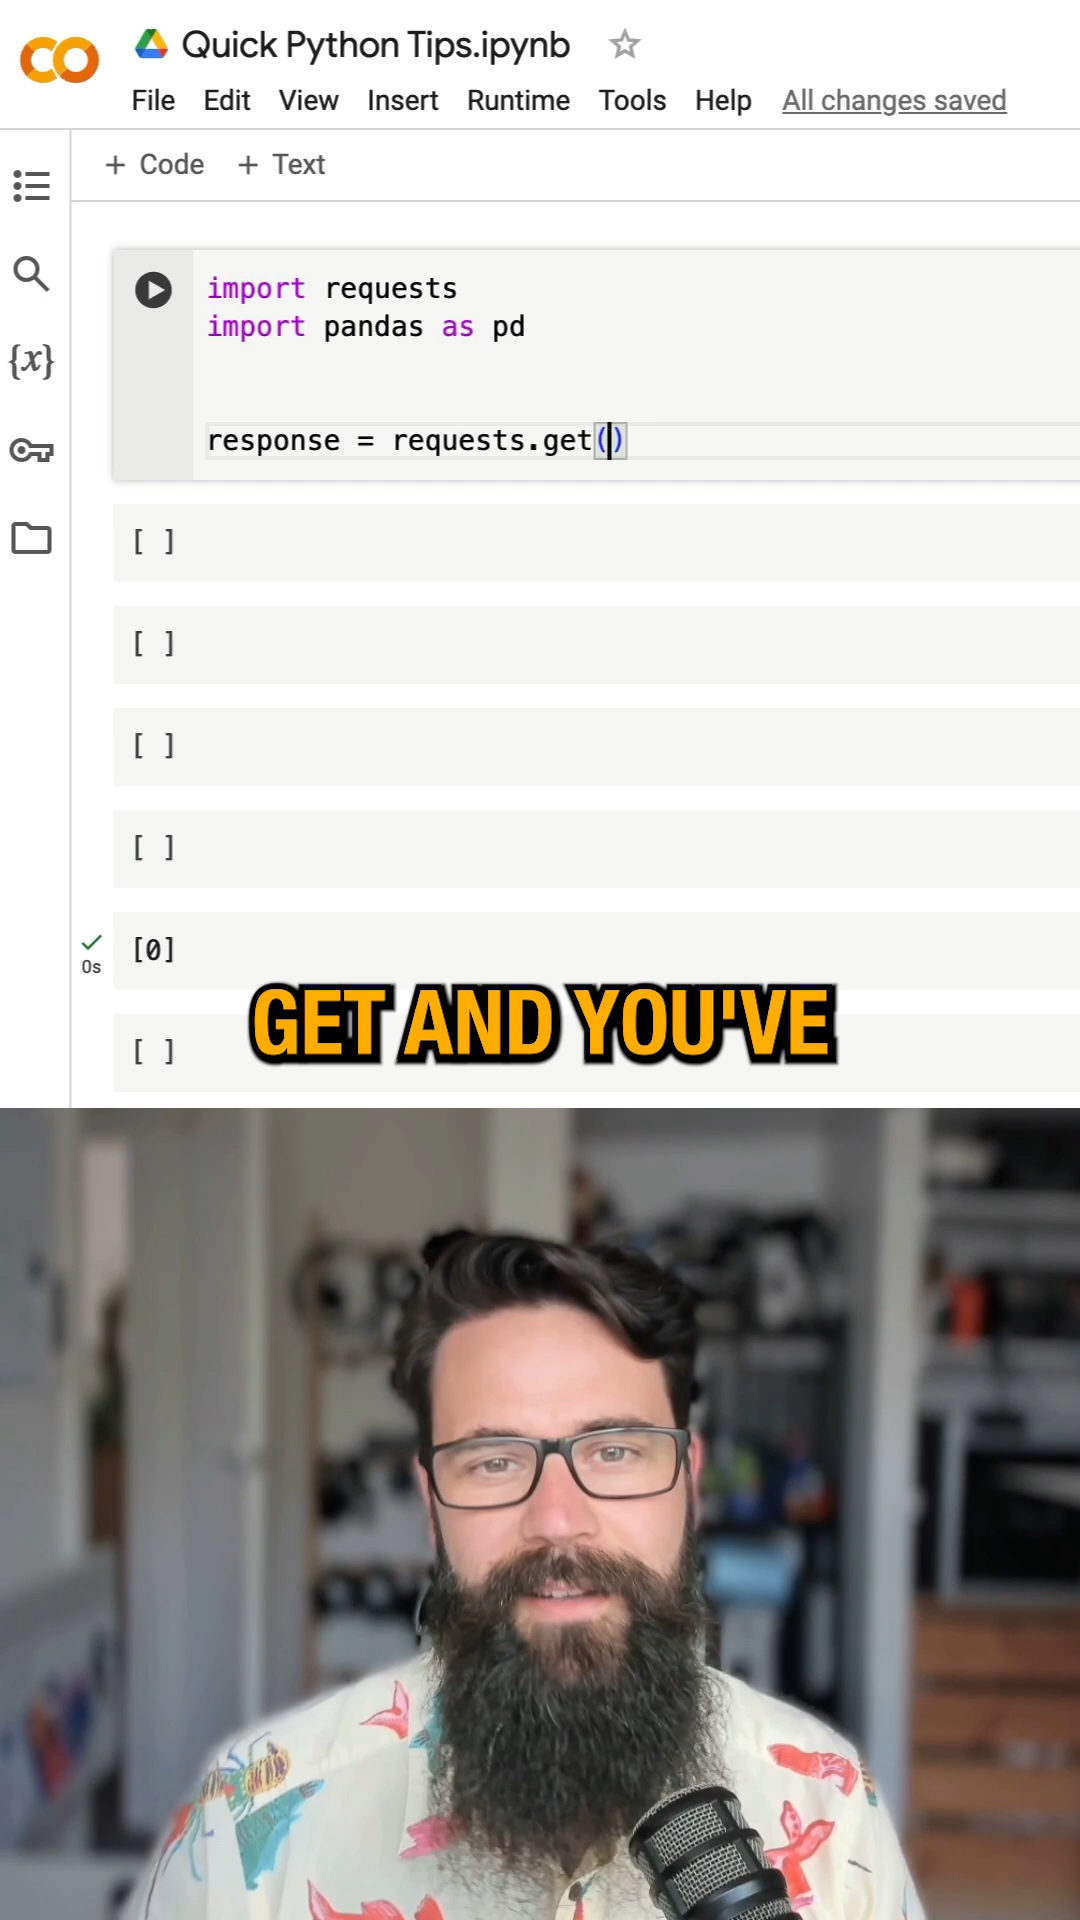 Quick Python Tips.ipynb
File Edit View Insert Runtime Tools Help All changes saved
+ Code + Text
import requests
import pandas as pd
{x}
response = requests.get()
[ ]
[ ]
[ ]
[ ]
[0]
0s
GET AND YOU'VE
[ ]